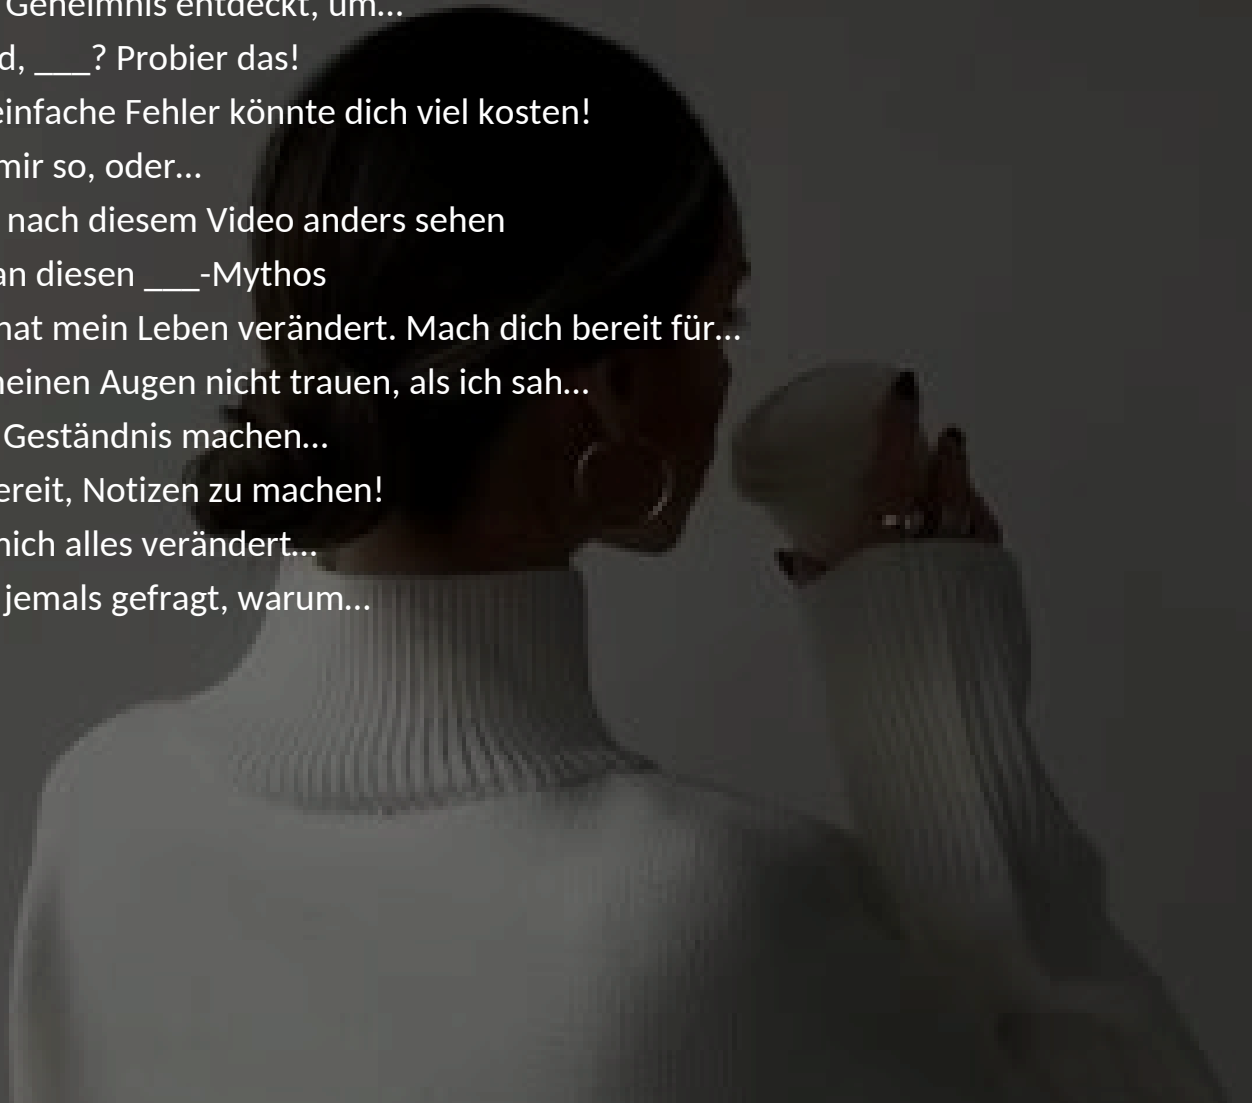 Geheimnis entdeckt, um...
d, ___? Probier das!
einfache Fehler könnte dich viel kosten!
mir so, oder...
nach diesem Video anders sehen
an diesen ___-Mythos
hat mein Leben verändert. Mach dich bereit für...
meinen Augen nicht trauen, als ich sah...
Geständnis machen...
ereit, Notizen zu machen!
mich alles verändert...
jemals gefragt, warum...